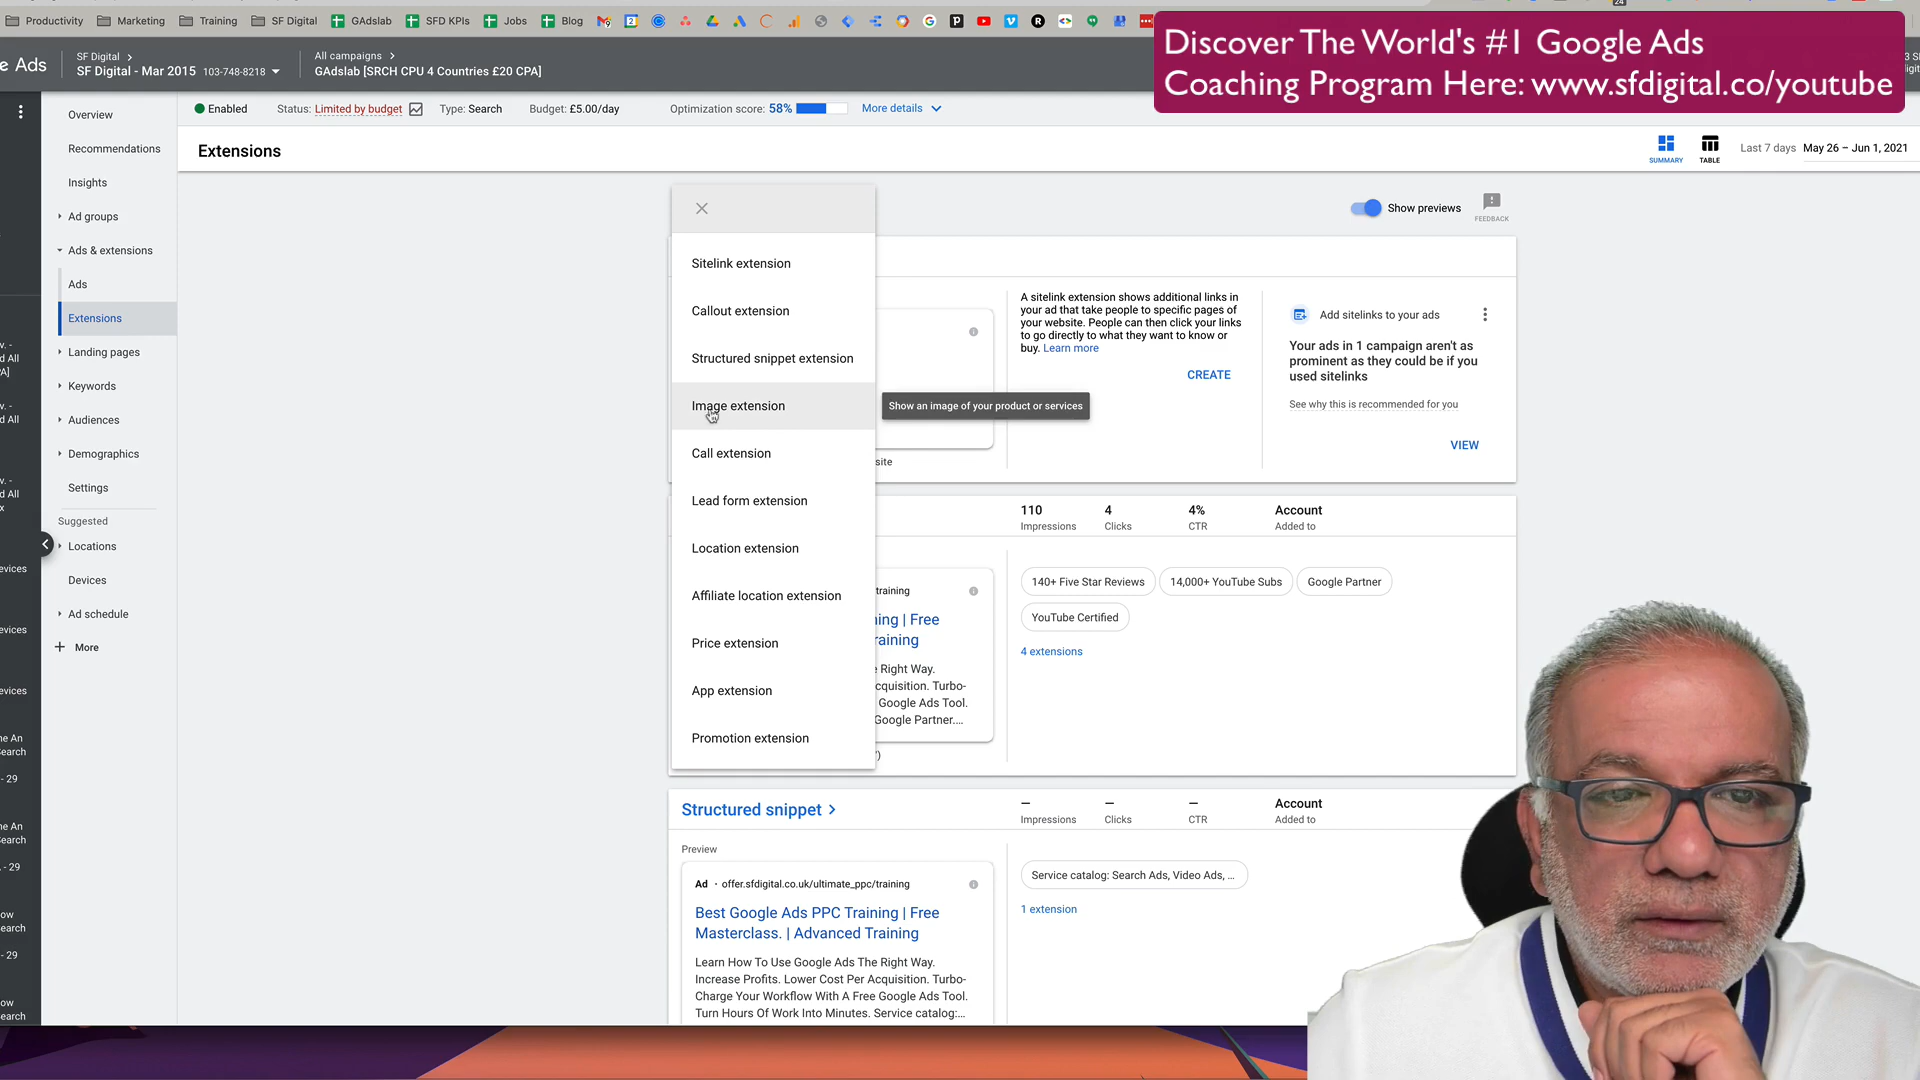 Productivity
Marketing
Training
SF Digital
GAdslab
SFD KPIs
Jobs
Blog
24
Discover The World's #1 Google Ads
Coaching Program Here: www.sfdigital.co/youtube
e Ads
SF Digital
SF Digital - Mar 2015 103-748-8218
All campaigns
GAdslab [SRCH CPU 4 Countries £20 CPA]
Enabled
Status: Limited by budget
Type: Search
Budget: £5.00/day
Optimization score: 58%
More details
Overview
Recommendations
Insights
Ad groups
Ads & extensions
Ads
Extensions
Landing pages
Keywords
Audiences
Demographics
Settings
Suggested
Locations
Devices
Ad schedule
More
Extensions
SUMMARY
TABLE
Last 7 days May 26 – Jun 1, 2021
Show previews
FEEDBACK
Sitelink extension
Callout extension
Structured snippet extension
Image extension
Call extension
Lead form extension
Location extension
Affiliate location extension
Price extension
App extension
Promotion extension
Show an image of your product or services
A sitelink extension shows additional links in
your ad that take people to specific pages of
your website. People can then click your links
to go directly to what they want to know or
buy. Learn more
CREATE
Add sitelinks to your ads
Your ads in 1 campaign aren't as
prominent as they could be if you
used sitelinks
See why this is recommended for you
VIEW
site
110
Impressions
4
Clicks
4%
CTR
Account
Added to
training
ning | Free
raining
e Right Way.
cquisition. Turbo-
Google Ads Tool.
Google Partner....
140+ Five Star Reviews
14,000+ YouTube Subs
Google Partner
YouTube Certified
4 extensions
Structured snippet
–
Impressions
–
Clicks
–
CTR
Account
Added to
Preview
Ad · offer.sfdigital.co.uk/ultimate_ppc/training
Best Google Ads PPC Training | Free
Masterclass. | Advanced Training
Learn How To Use Google Ads The Right Way.
Increase Profits. Lower Cost Per Acquisition. Turbo-
Charge Your Workflow With A Free Google Ads Tool.
Turn Hours Of Work Into Minutes. Service catalog:...
Service catalog: Search Ads, Video Ads, ...
1 extension